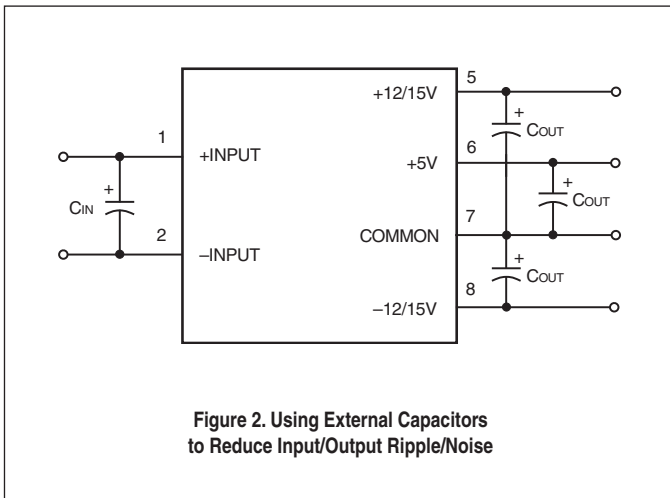 5
+12/15V
+
COUT
1
6
+INPUT
+5V
+
CIN
+
COUT
2
7
–INPUT
COMMON
+
COUT
8
–12/15V
Figure 2. Using External Capacitors
to Reduce Input/Output Ripple/Noise